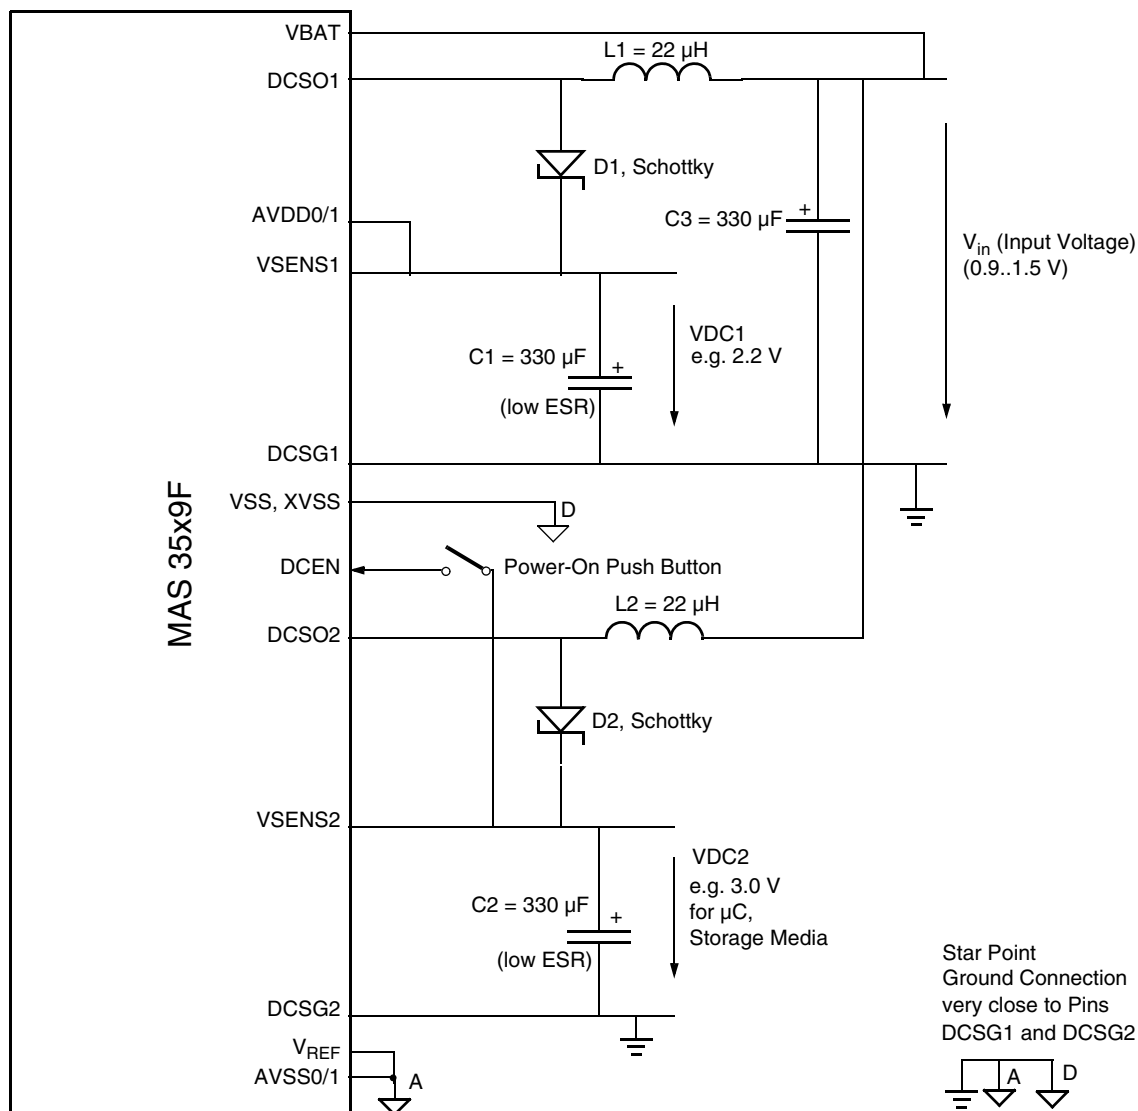 VBAT
L1 = 22 µH
DCSO1
D1, Schottky
AVDD0/1
C3 = 330 µF
+
Vin (Input Voltage)
(0.9..1.5 V)
VSENS1
VDC1
e.g. 2.2 V
C1 = 330 µF
+
(low ESR)
DCSG1
MAS 35x9F
VSS, XVSS
D
DCEN
Power-On Push Button
L2 = 22 µH
DCSO2
D2, Schottky
VSENS2
VDC2
e.g. 3.0 V
for µC,
Storage Media
C2 = 330 µF
+
(low ESR)
DCSG2
VREF
AVSS0/1
A
Star Point
Ground Connection
very close to Pins
DCSG1 and DCSG2
A
D